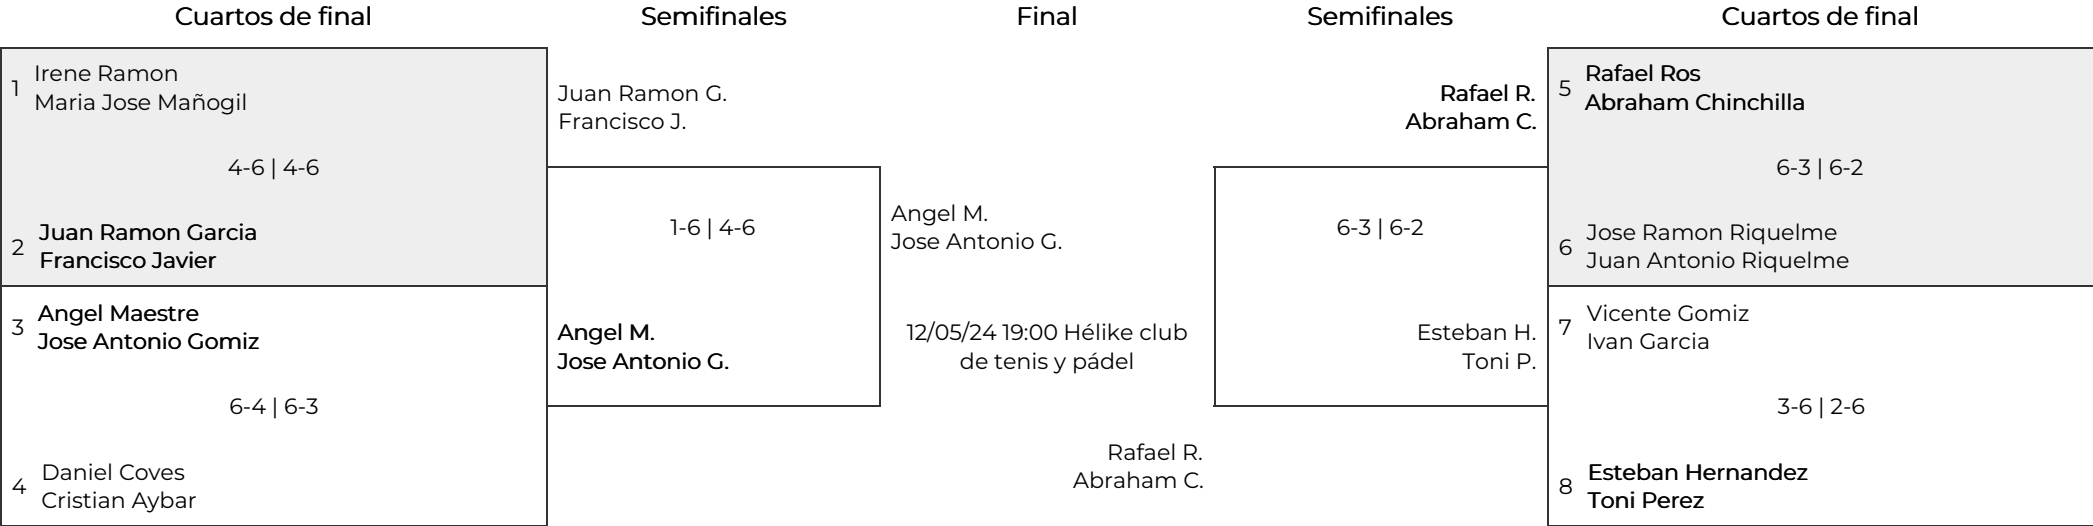 Cuartos de final
Semifinales
Final
Semifinales
Cuartos de final
1
Irene Ramon
Maria Jose Mañogil
4-6 | 4-6
2
Juan Ramon Garcia
Francisco Javier
3
Angel Maestre
Jose Antonio Gomiz
6-4 | 6-3
4
Daniel Coves
Cristian Aybar
Juan Ramon G.
Francisco J.
1-6 | 4-6
Angel M.
Jose Antonio G.
Angel M.
Jose Antonio G.
12/05/24 19:00 Hélike club
de tenis y pádel
Rafael R.
Abraham C.
Rafael R.
Abraham C.
6-3 | 6-2
Esteban H.
Toni P.
5
Rafael Ros
Abraham Chinchilla
6-3 | 6-2
6
Jose Ramon Riquelme
Juan Antonio Riquelme
7
Vicente Gomiz
Ivan Garcia
3-6 | 2-6
8
Esteban Hernandez
Toni Perez